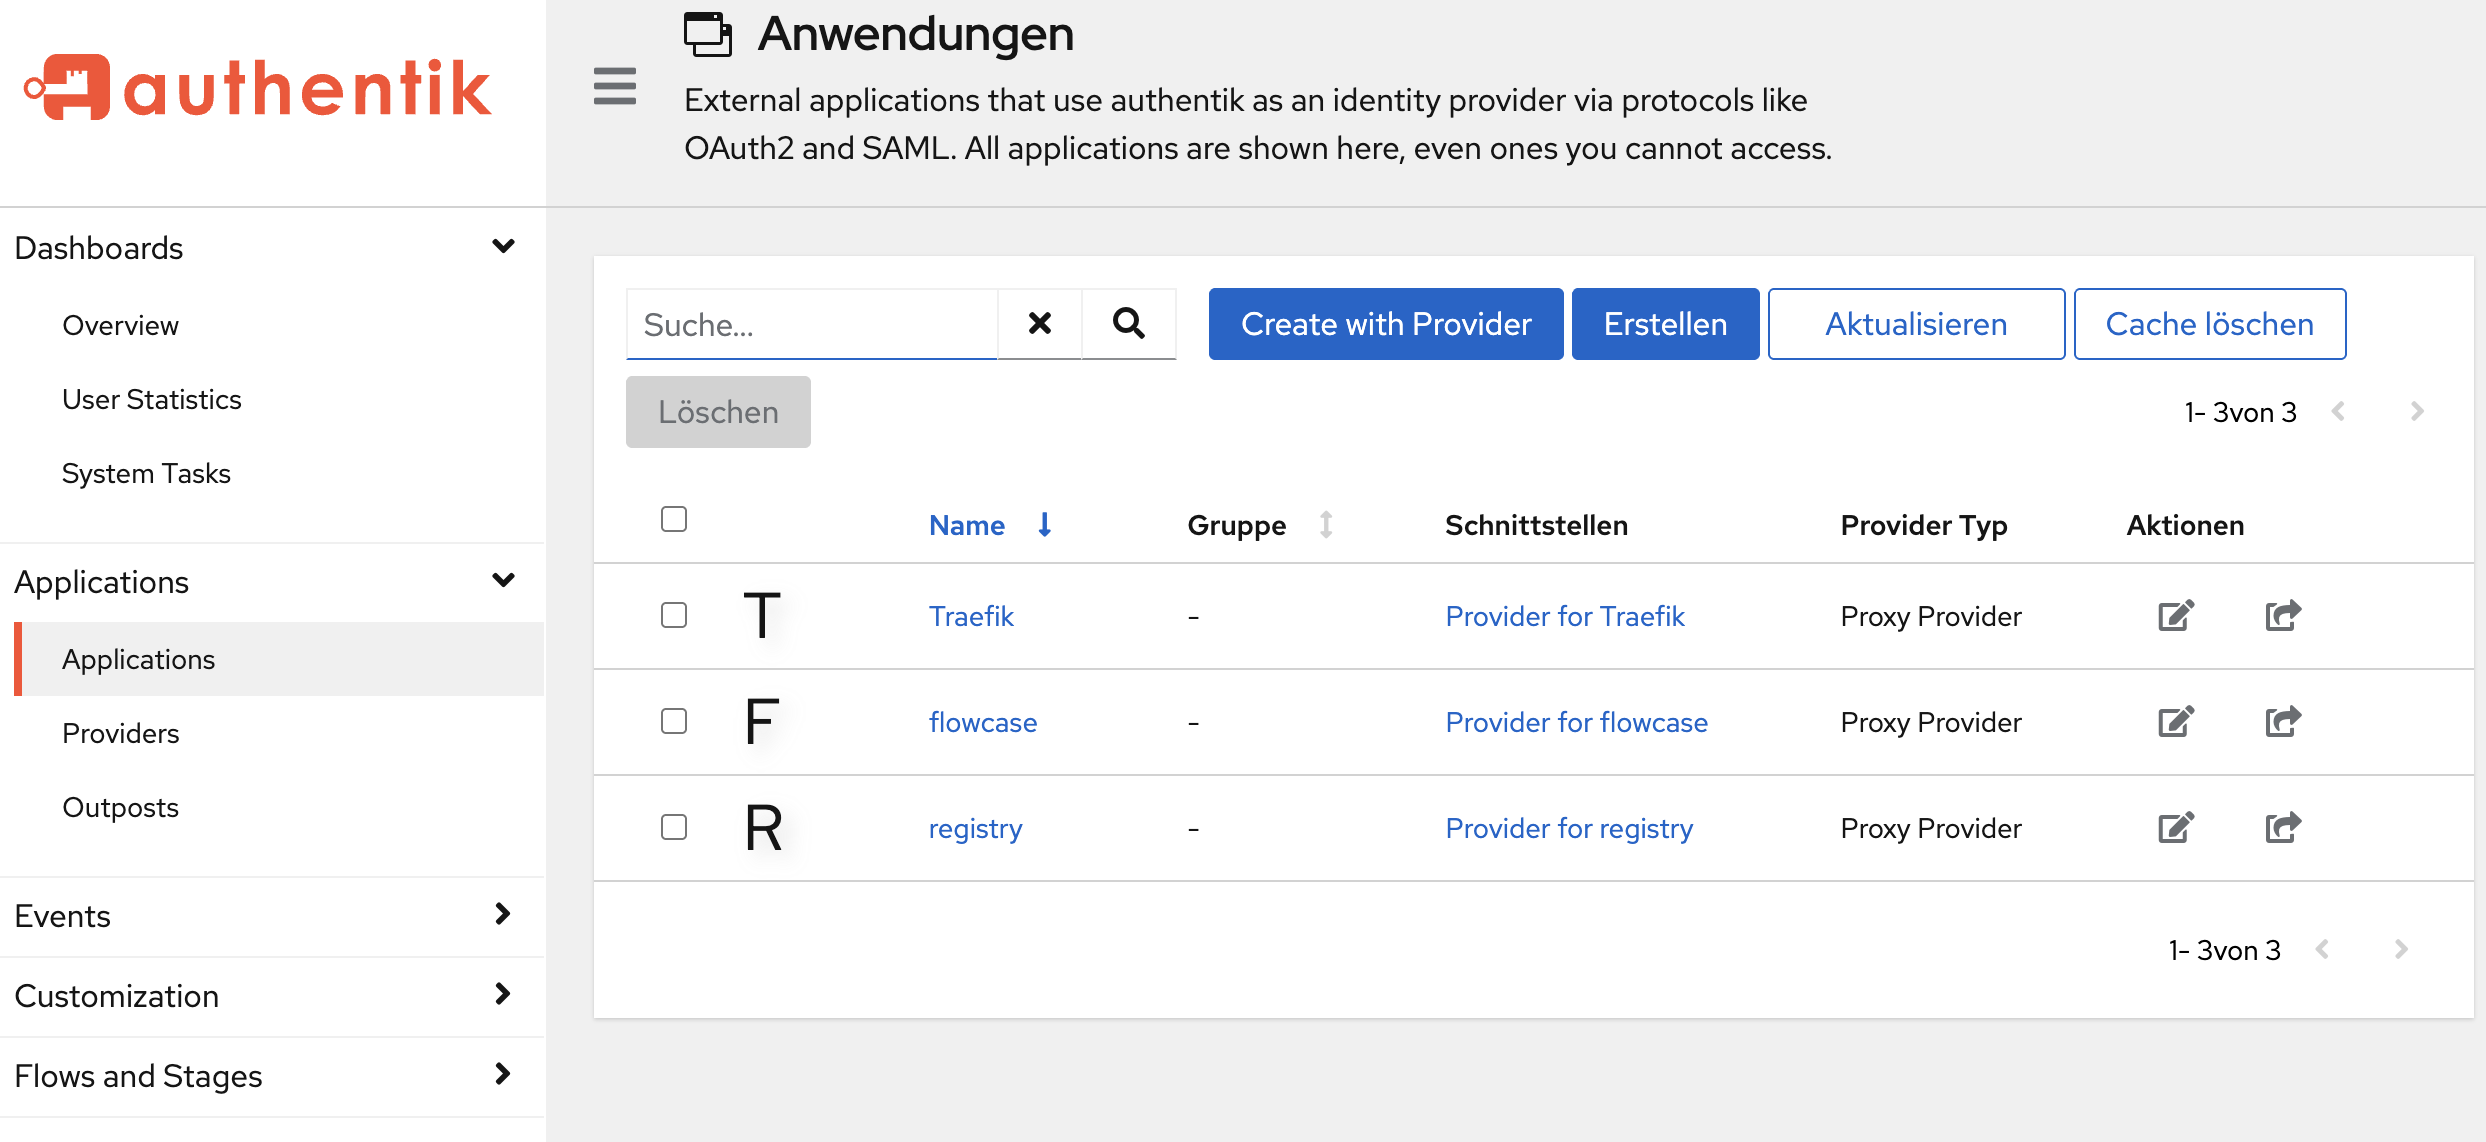 authentik
Dashboards
Overview
User Statistics
System Tasks
Applications
Applications
Providers
Outposts
Events
Customization
Flows and Stages
Anwendungen
External applications that use authentik as an identity provider via protocols like
OAuth2 and SAML. All applications are shown here, even ones you cannot access.
Suche...
Create with Provider
Erstellen
Aktualisieren
Cache löschen
Löschen
1- 3von 3
Name Gruppe Schnittstellen Provider Typ Aktionen
T Traefik - Provider for Traefik Proxy Provider
F flowcase - Provider for flowcase Proxy Provider
R registry - Provider for registry Proxy Provider
1- 3von 3